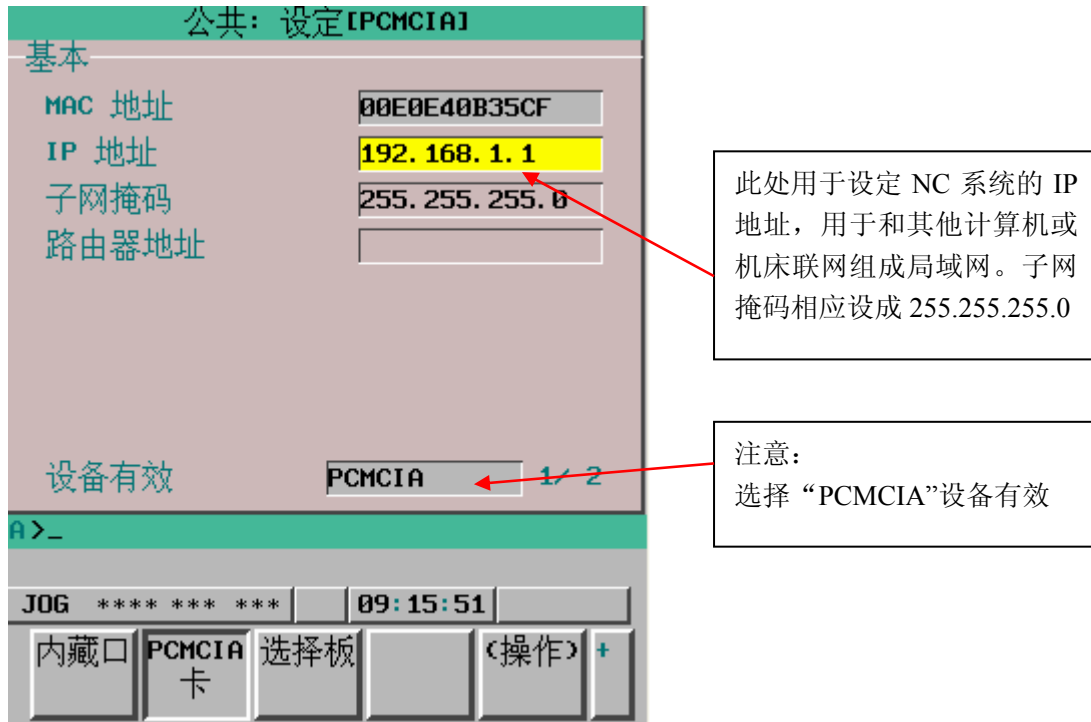 公共: 设定[PCMCIA]
基本
MAC 地址 00E0E40B35CF
IP 地址 192.168.1.1
子网掩码 255.255.255.0
路由器地址
此处用于设定 NC 系统的 IP
地址，用于和其他计算机或
机床联网组成局域网。子网
掩码相应设成 255.255.255.0
设备有效 PCMCIA 1/ 2
注意：
选择“PCMCIA”设备有效
A>_
JOG **** *** *** 09:15:51
内藏口 PCMCIA 选择板 (操作) +
卡